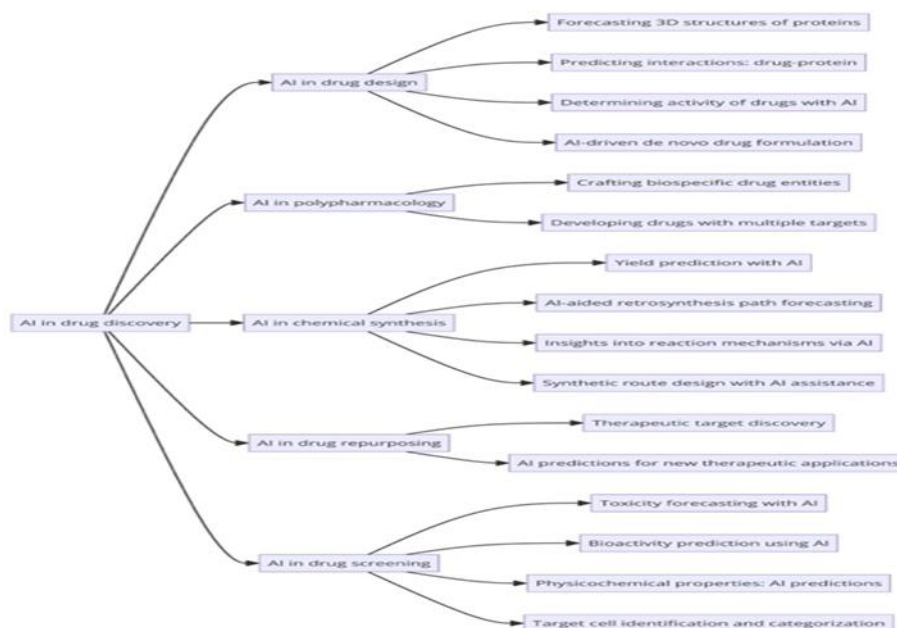 Forecasting 3D structures of proteins
AI in drug design
Predicting interactions: drug-protein
Determining activity of drugs with AI
AI-driven de novo drug formulation
Crafting biospecific drug entities
AI in polypharmacology
Developing drugs with multiple targets
Yield prediction with AI
AI-aided retrosynthesis path forecasting
AI in drug discovery
AI in chemical synthesis
Insights into reaction mechanisms via AI
Synthetic route design with AI assistance
Therapeutic target discovery
AI in drug repurposing
AI predictions for new therapeutic applications
Toxicity forecasting with AI
Bioactivity prediction using AI
AI in drug screening
Physicochemical properties: AI predictions
Target cell identification and categorization